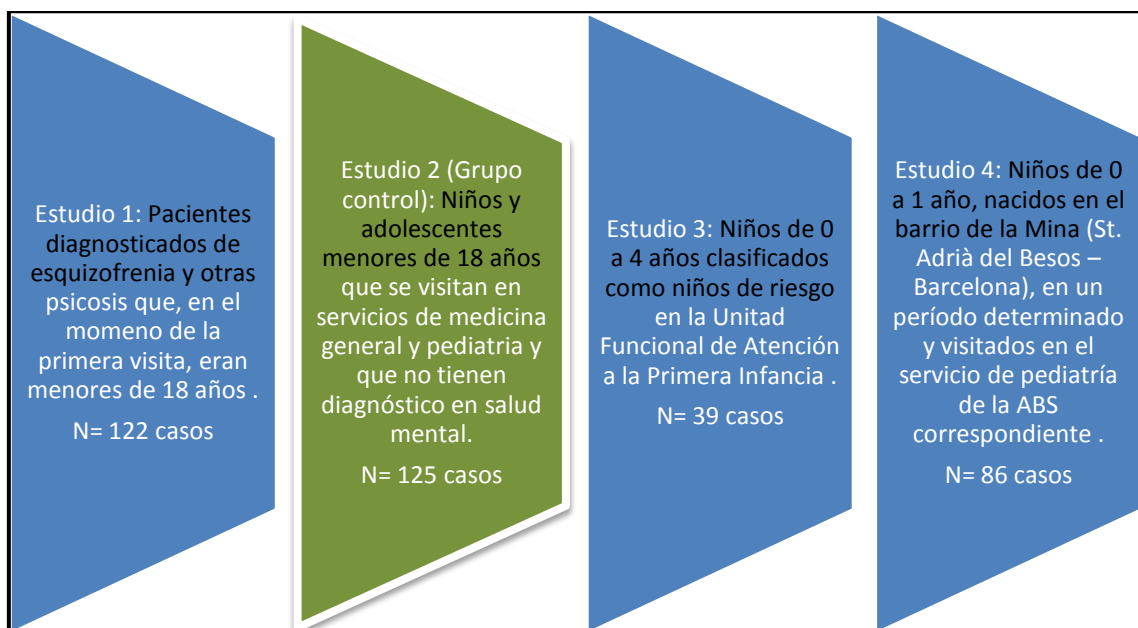 Estudio 1: Pacientes
diagnosticados de
esquizofrenia y otras
psicosis que, en el
momeno de la
primera visita, eran
menores de 18 años .
N= 122 casos
Estudio 2 (Grupo
control): Niños y
adolescentes
menores de 18 años
que se visitan en
servicios de medicina
general y pediatria y
que no tienen
diagnóstico en salud
mental.
N= 125 casos
Estudio 3: Niños de 0
a 4 años clasificados
como niños de riesgo
en la Unitad
Funcional de Atención
a la Primera Infancia .
N= 39 casos
Estudio 4: Niños de 0
a 1 año, nacidos en el
barrio de la Mina (St.
Adrià del Besos –
Barcelona), en un
período determinado
y visitados en el
servicio de pediatría
de la ABS
correspondiente .
N= 86 casos